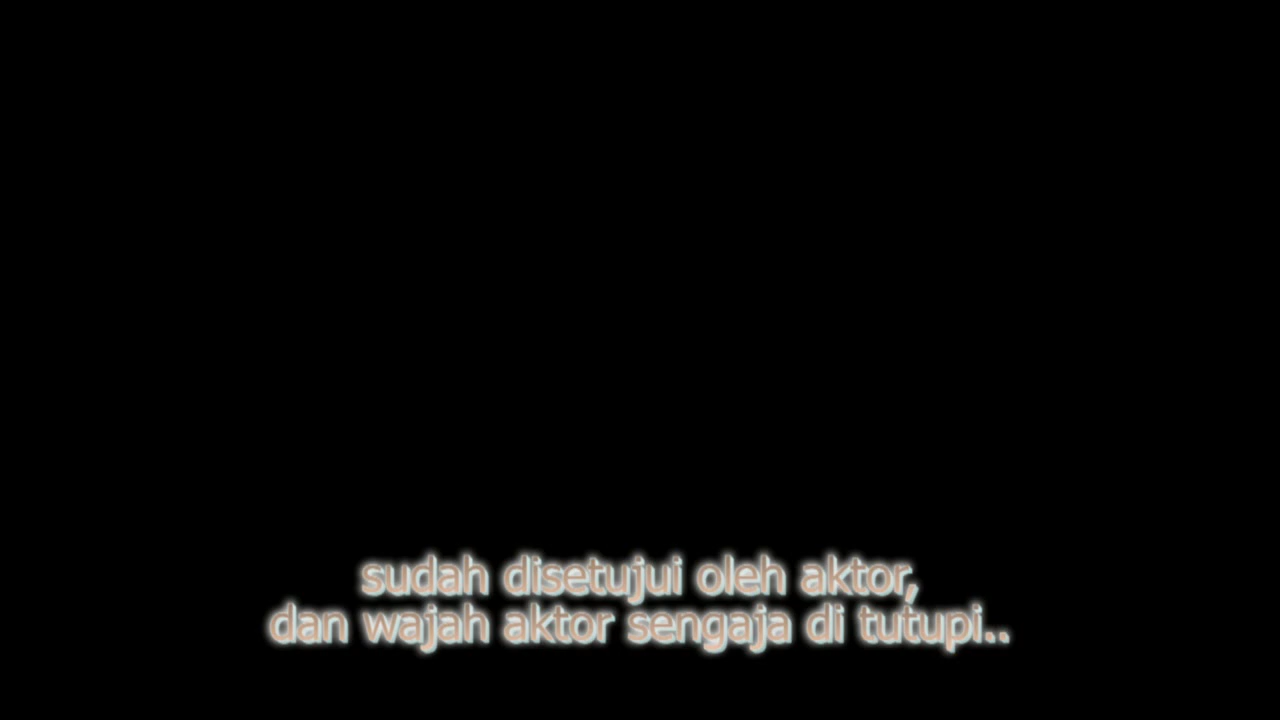 sudah disetujui oleh aktor,
dan wajah aktor sengaja di tutupi..